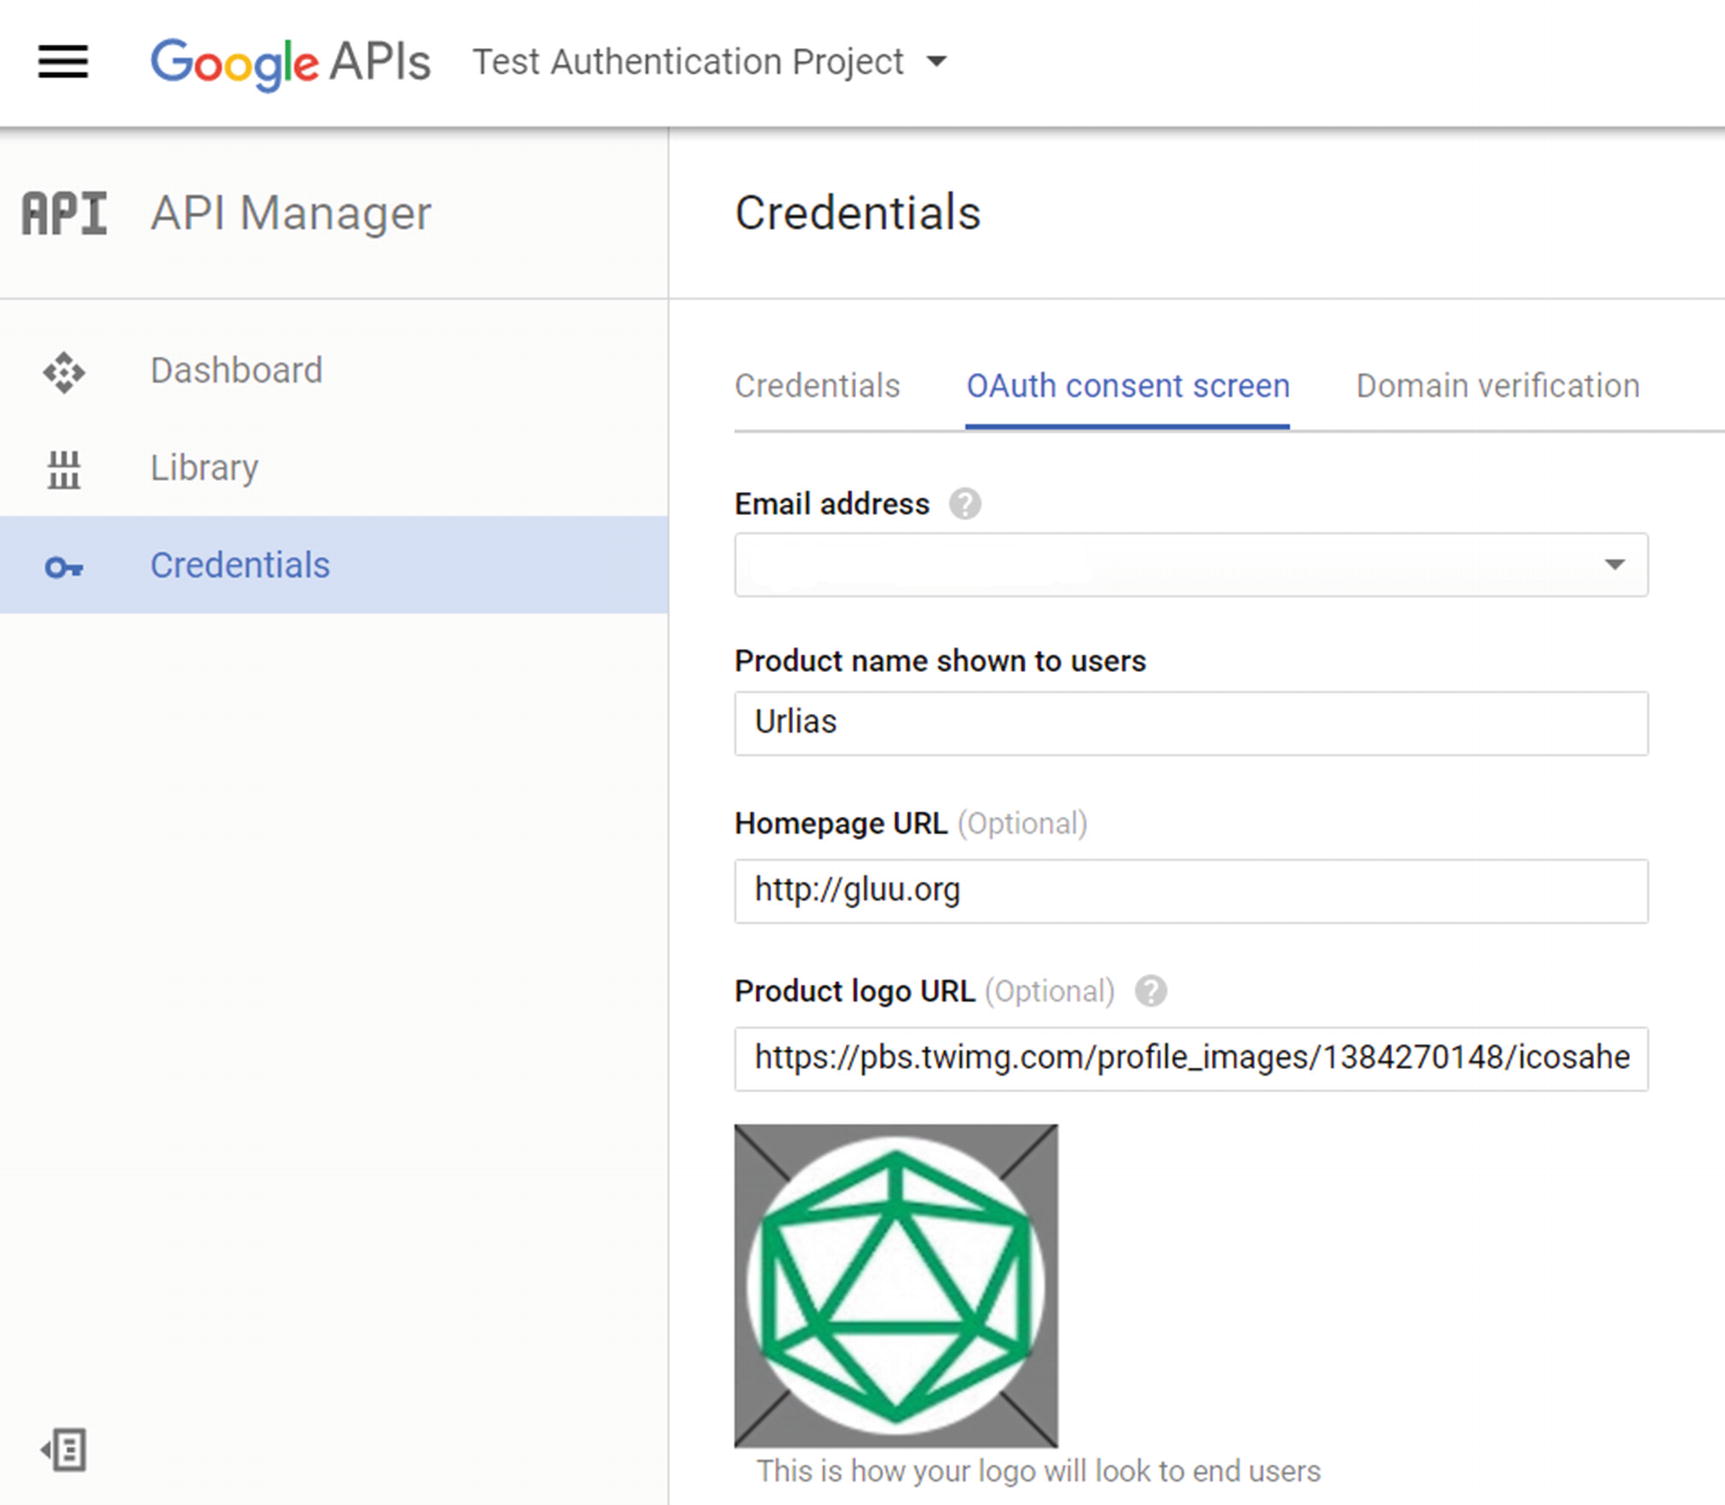 Google APIs Test Authentication Project
API API Manager
Credentials
Dashboard
Library
Credentials
Credentials OAuth consent screen Domain verification
Email address ?
Product name shown to users
Urlias
Homepage URL (Optional)
http://gluu.org
Product logo URL (Optional) ?
https://pbs.twimg.com/profile_images/1384270148/icosahe
This is how your logo will look to end users